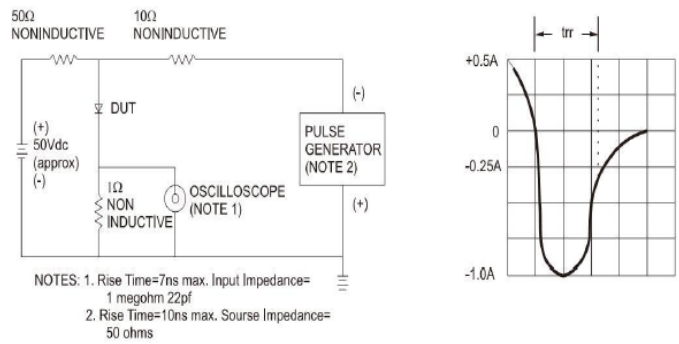 50Ω
NONINDUCTIVE
10Ω
NONINDUCTIVE
DUT
(+)
50Vdc
(approx)
(-)
1Ω
NON
INDUCTIVE
OSCILLOSCOPE
(NOTE 1)
(-)
PULSE
GENERATOR
(NOTE 2)
(+)
NOTES: 1. Rise Time=7ns max. Input Impedance=
1 megohm 22pf
2. Rise Time=10ns max. Sourse Impedance=
50 ohms
trr
+0.5A
0
-0.25A
-1.0A